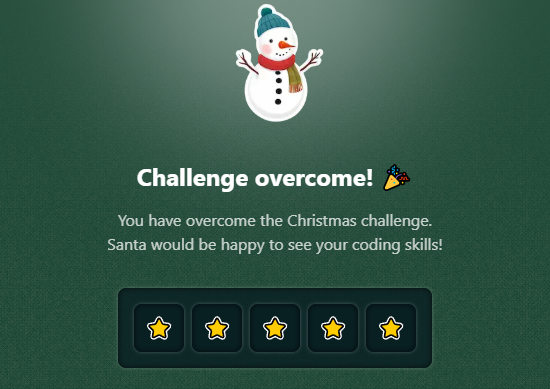 Challenge overcome! 🎉
You have overcome the Christmas challenge.
Santa would be happy to see your coding skills!